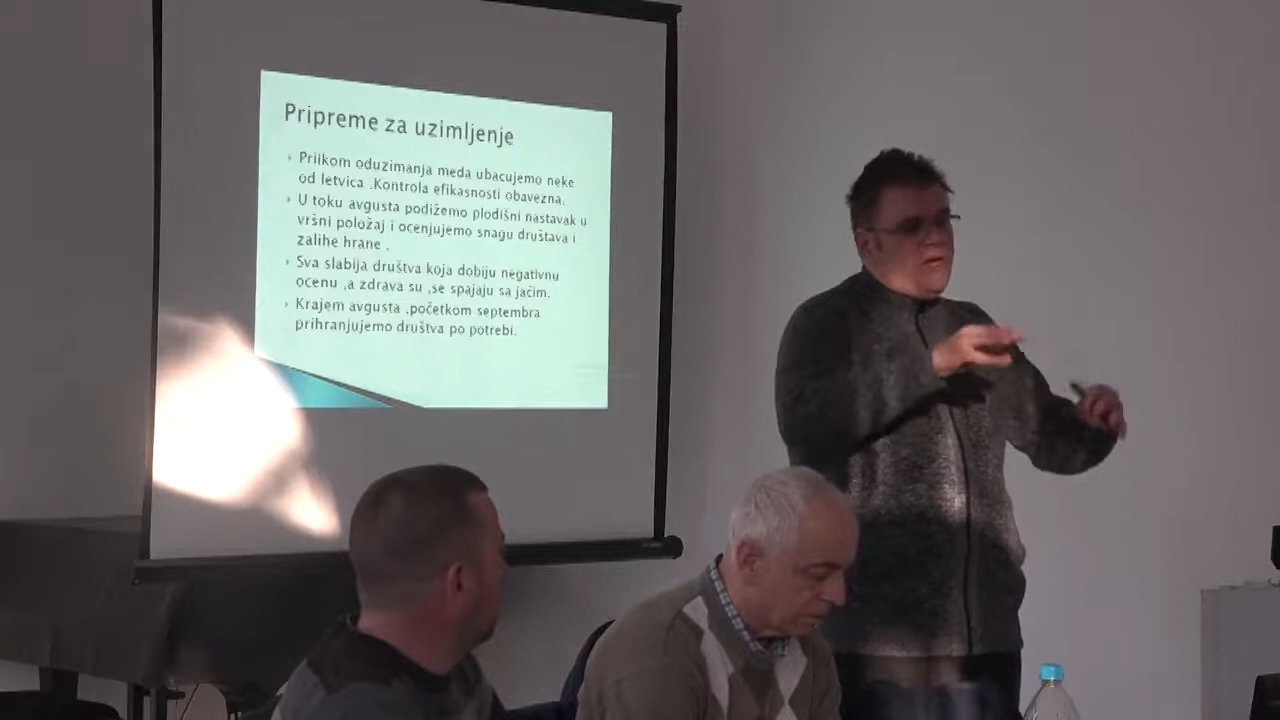 Pripreme za uzimljenje
Priikom oduzimanja meda ubacujemo neke
od letvica .Kontrola efikasnosti obavezna.
U toku avgusta podižemo plodišni nastavak u
vršni položaj i ocenjujemo snagu društava i
zalihe hrane .
Sva slabija društva koja dobiju negativnu
ocenu ,a zdrava su ,se spajaju sa jačim.
Krajem avgusta ,početkom septembra
prihranjujemo društva po potrebi.